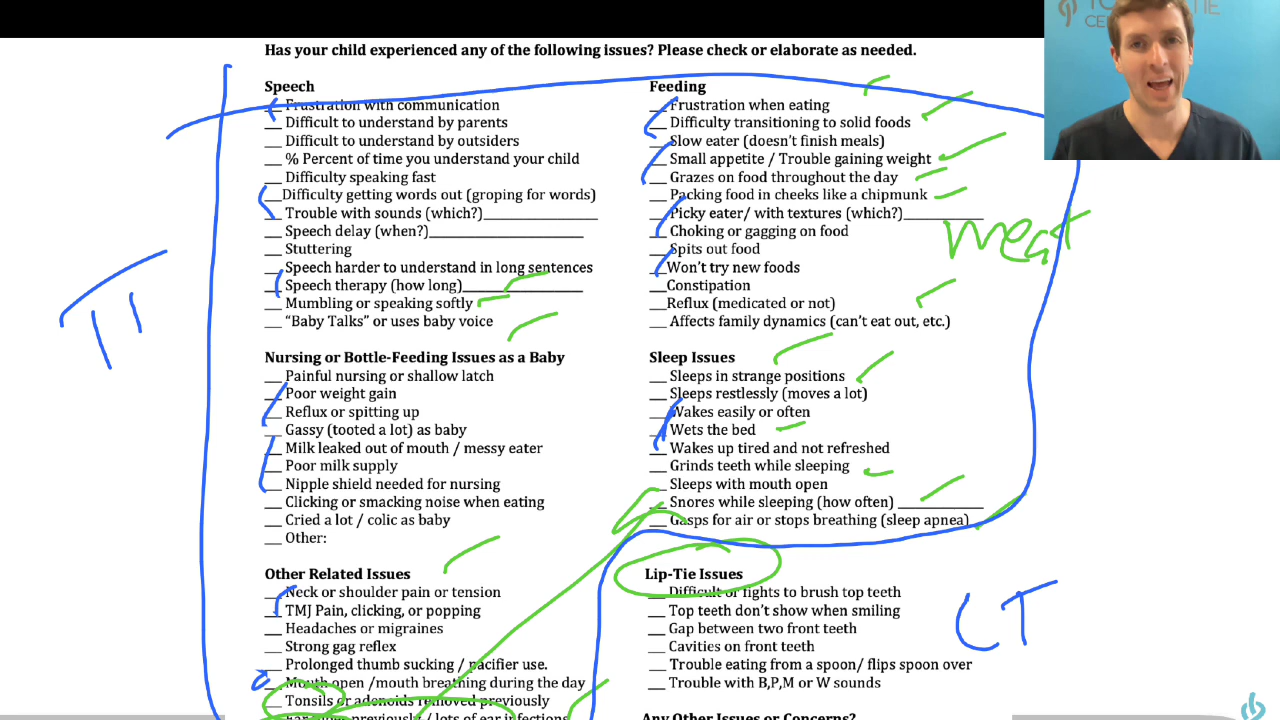 Has your child experienced any of the following issues? Please check or elaborate as needed.
Speech
__ Frustration with communication
__ Difficult to understand by parents
__ Difficult to understand by outsiders
__ % Percent of time you understand your child
__ Difficulty speaking fast
__ Difficulty getting words out (groping for words)
__ Trouble with sounds (which?)____________
__ Speech delay (when?)________________
__ Stuttering
__ Speech harder to understand in long sentences
__ Speech therapy (how long)____________
__ Mumbling or speaking softly
__ “Baby Talks” or uses baby voice
Nursing or Bottle-Feeding Issues as a Baby
__ Painful nursing or shallow latch
__ Poor weight gain
__ Reflux or spitting up
__ Gassy (tooted a lot) as baby
__ Milk leaked out of mouth / messy eater
__ Poor milk supply
__ Nipple shield needed for nursing
__ Clicking or smacking noise when eating
__ Cried a lot / colic as baby
__ Other:
Other Related Issues
__ Neck or shoulder pain or tension
__ TMJ Pain, clicking, or popping
__ Headaches or migraines
__ Strong gag reflex
__ Prolonged thumb sucking / pacifier use.
__ Mouth open /mouth breathing during the day
__ Tonsils or adenoids removed previously
__ Ear tubes previously / lots of ear infections
Feeding
__ Frustration when eating
__ Difficulty transitioning to solid foods
__ Slow eater (doesn’t finish meals)
__ Small appetite / Trouble gaining weight
__ Grazes on food throughout the day
__ Packing food in cheeks like a chipmunk
__ Picky eater/ with textures (which?)_________
meat
__ Choking or gagging on food
__ Spits out food
__ Won’t try new foods
__ Constipation
__ Reflux (medicated or not)
__ Affects family dynamics (can’t eat out, etc.)
Sleep Issues
__ Sleeps in strange positions
__ Sleeps restlessly (moves a lot)
__ Wakes easily or often
__ Wets the bed
__ Wakes up tired and not refreshed
__ Grinds teeth while sleeping
__ Sleeps with mouth open
__ Snores while sleeping (how often) _________
__ Gasps for air or stops breathing (sleep apnea)
Lip-Tie Issues
__ Difficult or fights to brush top teeth
__ Top teeth don’t show when smiling
__ Gap between two front teeth
__ Cavities on front teeth
__ Trouble eating from a spoon/ flips spoon over
__ Trouble with B,P,M or W sounds
Any Other Issues or Concerns?
TT
LT